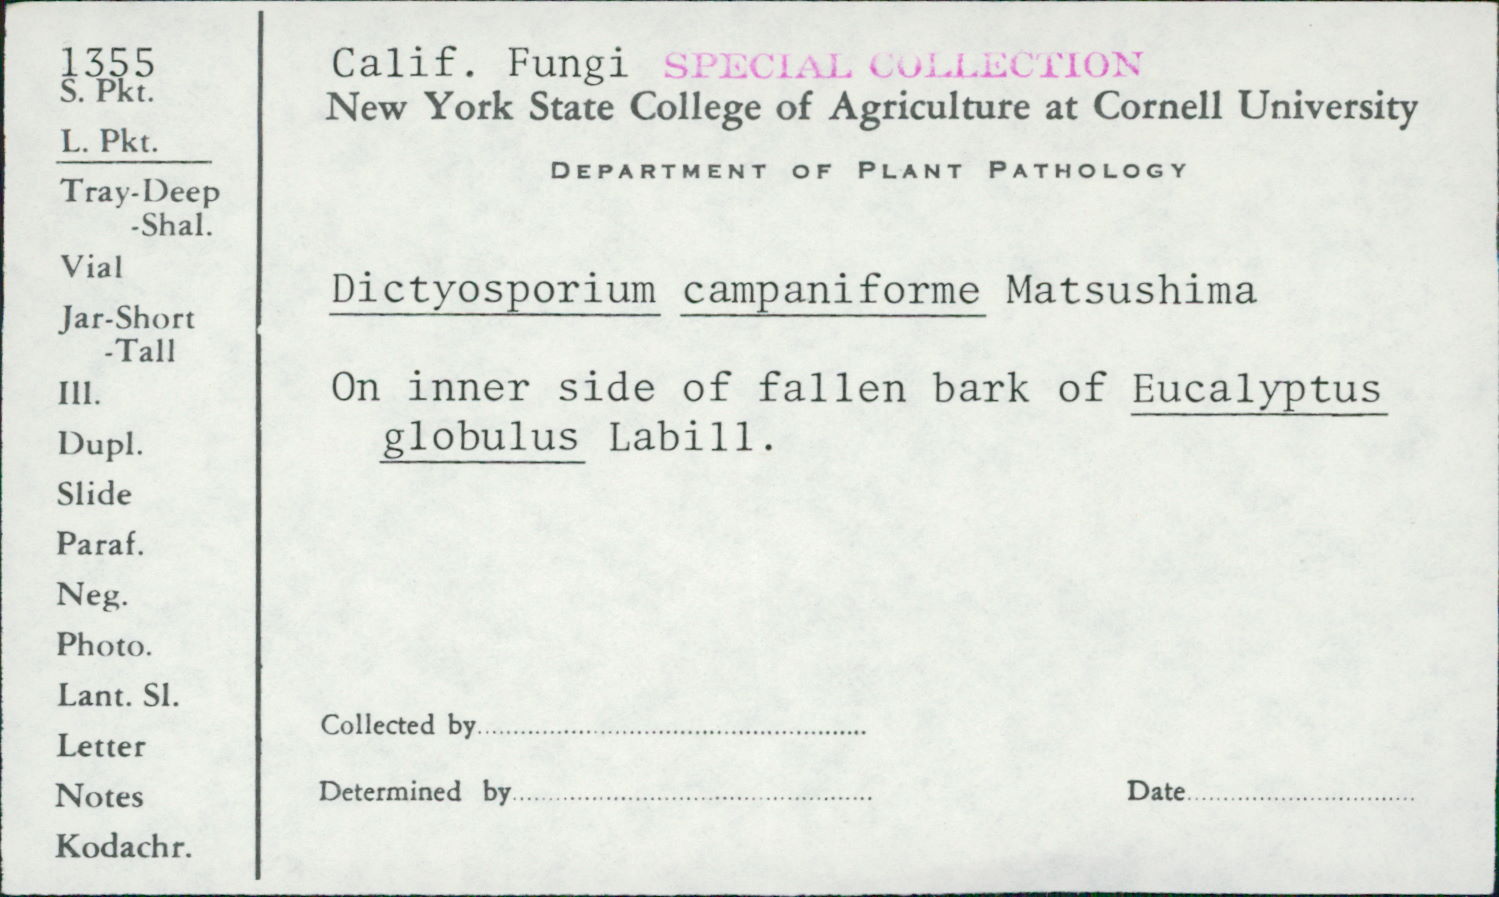 1355
S. Pkt.
L. Pkt.
Tray-Deep
-Shal.
Vial
Jar-Short
-Tall
Ill.
Dupl.
Slide
Paraf.
Neg.
Photo.
Lant. Sl.
Letter
Notes
Kodachr.
Calif. Fungi SPECIAL COLLECTION
New York State College of Agriculture at Cornell University
DEPARTMENT OF PLANT PATHOLOGY
Dictyosporium campaniforme Matsushima
On inner side of fallen bark of Eucalyptus
globulus Labill.
Collected by
Determined by Date